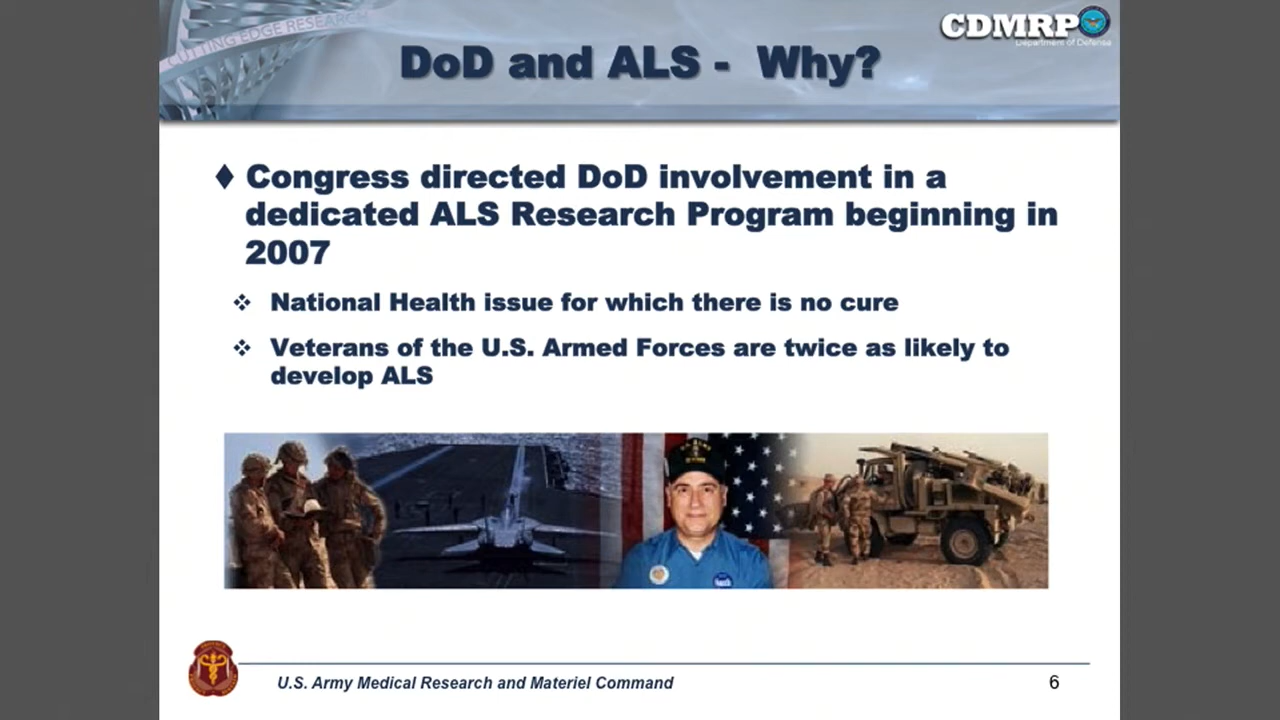 CUTTING EDGE RESEARCH
CDMRP
Department of Defense
DoD and ALS - Why?
Congress directed DoD involvement in a
dedicated ALS Research Program beginning in
2007
National Health issue for which there is no cure
Veterans of the U.S. Armed Forces are twice as likely to
develop ALS
U.S. Army Medical Research and Materiel Command
6